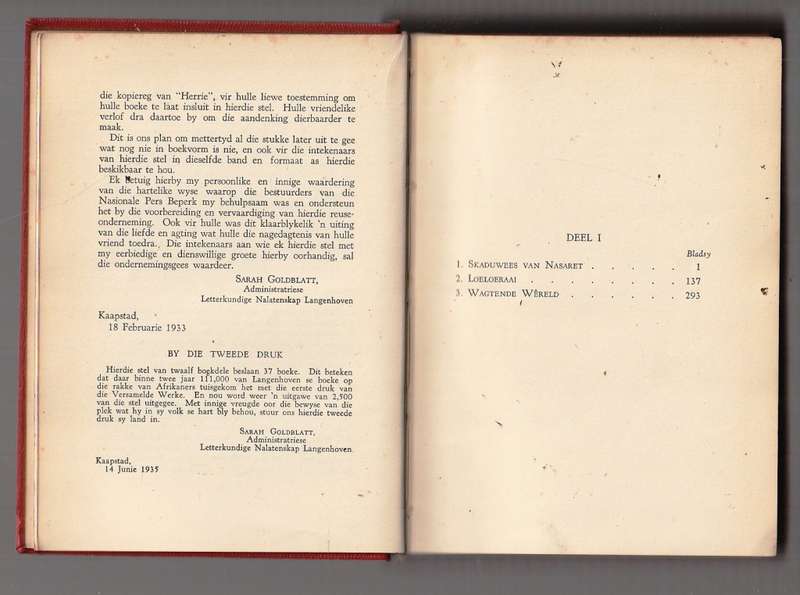 die kopiereg van "Herrie", vir hulle liewe toestemming om
hulle boeke te laat insluit in hierdie stel. Hulle vriendelike
verlof dra daartoe by om die aandenking dierbaarder te
maak.
Dit is ons plan om mettertyd al die stukke later uit te gee
wat nog nie in boekvorm is nie, en ook vir die intekenaars
van hierdie stel in dieselfde band en formaat as hierdie
beskikbaar te hou.
Ek betuig hierby my persoonlike en innige waardering
van die hartelike wyse waarop die bestuurders van die
Nasionale Pers Beperk my behulpsaam was en ondersteun
het by die voorbereiding en vervaardiging van hierdie reuse-
onderneming. Ook vir hulle was dit klaarblykelik 'n uiting
van die liefde en agting wat hulle die nagedagtenis van hulle
vriend toedra. Die intekenaars aan wie ek hierdie stel met
my eerbiedige en dienswillige groete hierby oorhandig, sal
die ondernemingsgees waardeer.
SARAH GOLDBLATT,
Administratriese
Letterkundige Nalatenskap Langenhoven
Kaapstad,
18 Februarie 1933
BY DIE TWEEDE DRUK
Hierdie stel van twaalf boekdele beslaan 37 boeke. Dit beteken
dat daar binne twee jaar 111,000 van Langenhoven se boeke op
die rakke van Afrikaners tuisgekom het met die eerste druk van
die Versamelde Werke. En nou word weer 'n uitgawe van 2,500
van die stel uitgegee. Met innige vreugde oor die bewyse van die
plek wat hy in sy volk se hart bly behou, stuur ons hierdie tweede
druk sy land in.
SARAH GOLDBLATT,
Administratriese
Letterkundige Nalatenskap Langenhoven.
Kaapstad,
14 Junie 1935
DEEL I
Bladsy
1. SKADUWEES VAN NASARET . . . . . 1
2. LOELOERAAI . . . . . . . . 137
3. WAGTENDE WÊRELD . . . . . . 293